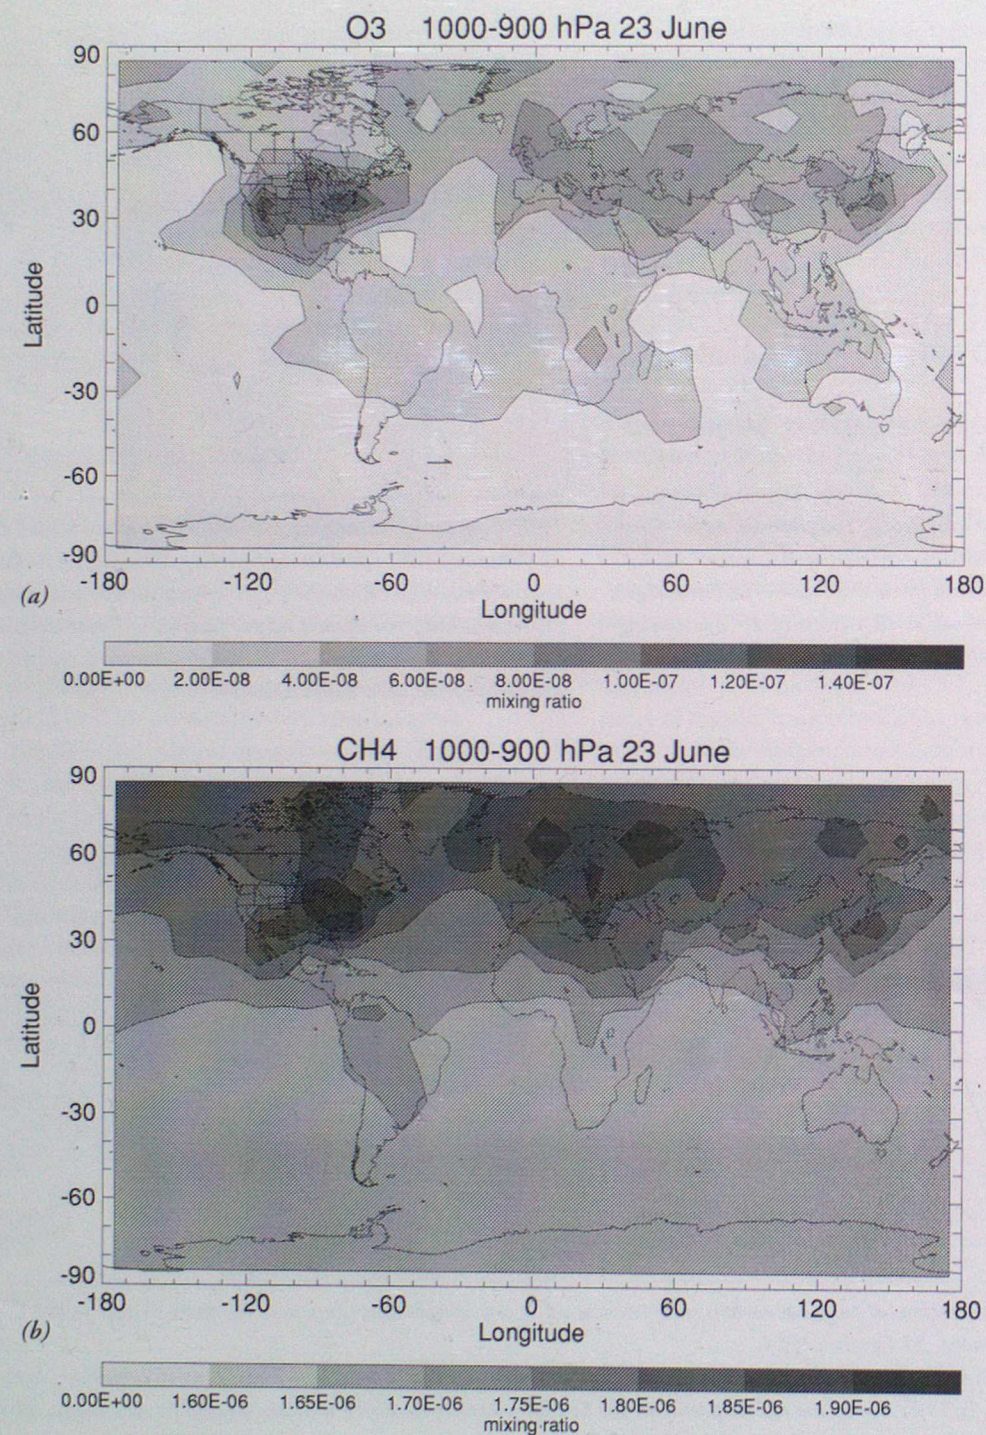 O3 1000-900 hPa 23 June
90
60
30
0
-30
-60
-90
Latitude
-180 -120 -60 0 60 120 180
Longitude
(a)
0.00E+00 2.00E-08 4.00E-08 6.00E-08 8.00E-08 1.00E-07 1.20E-07 1.40E-07
mixing ratio
CH4 1000-900 hPa 23 June
90
60
30
0
-30
-60
-90
Latitude
-180 -120 -60 0 60 120 180
Longitude
(b)
0.00E+00 1.60E-06 1.65E-06 1.70E-06 1.75E-06 1.80E-06 1.85E-06 1.90E-06
mixing ratio